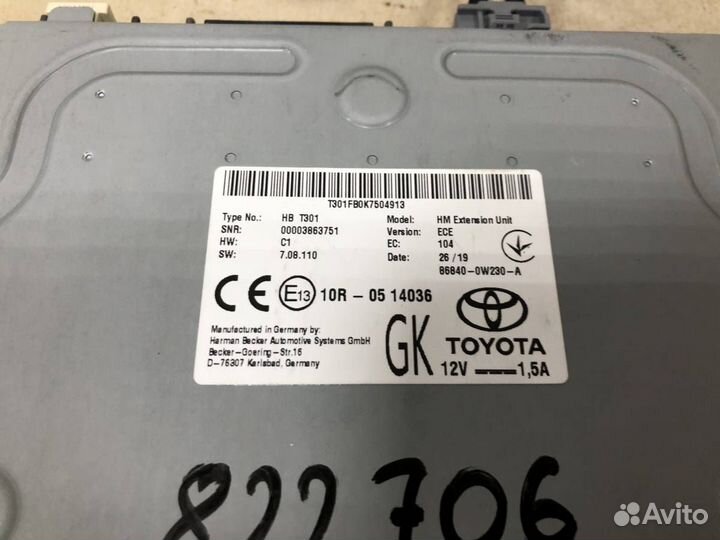 T301FB0K7504913
Type No.: HB T301 Model: HM Extension Unit
SNR: 00003863751 Version: ECE
HW: C1 EC: 104
SW: 7.08.110 Date: 26/19
86840-0W230-A
CE E13 10R - 05 14036
Manufactured in Germany by:
Harman Becker Automotive Systems GmbH
Becker-Goering-Str.16
D-76307 Karlsbad, Germany
GK
TOYOTA
12V 1,5A
822706
Avito